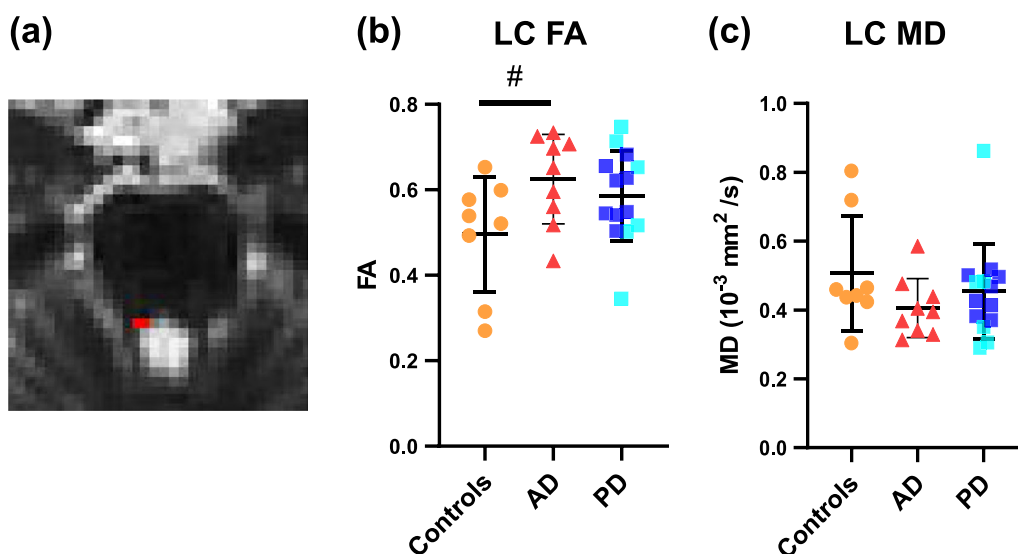 (a)
(b) LC FA
#
FA
0.8
0.6
0.4
0.2
0.0
Controls
AD
PD
(c) LC MD
MD (10⁻³ mm² /s)
1.0
0.8
0.6
0.4
0.2
0.0
Controls
AD
PD